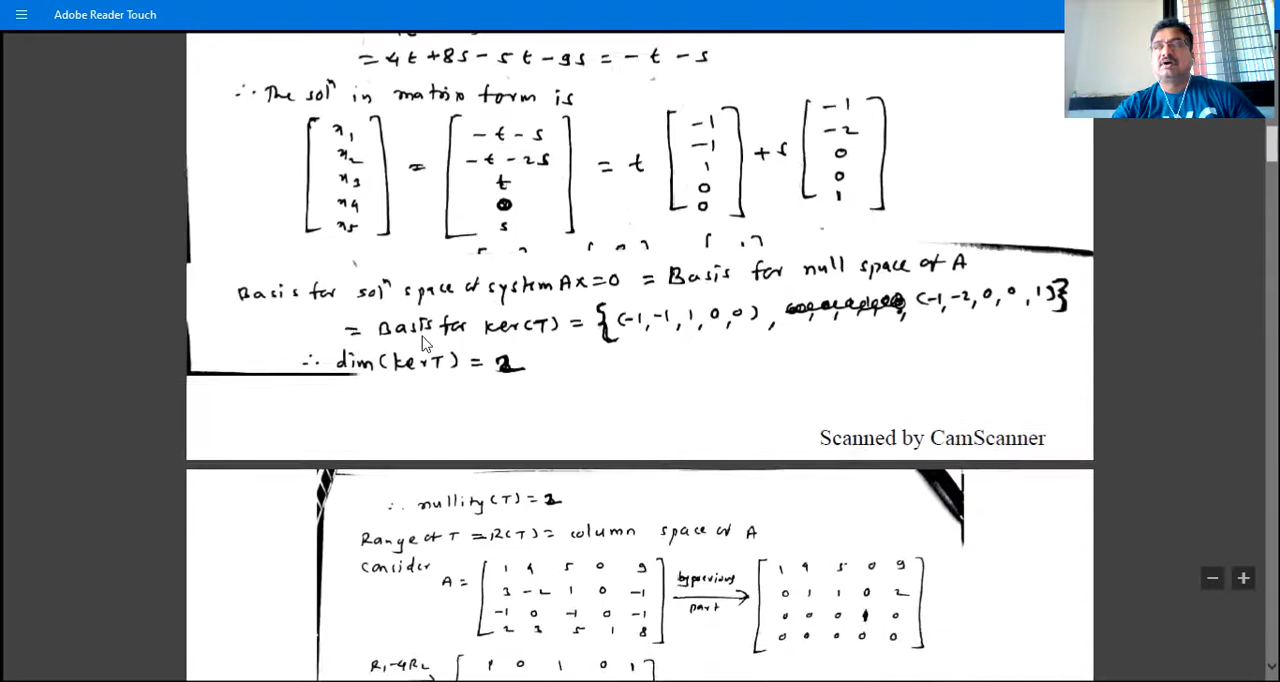 Adobe Reader Touch
= 4t + 8s - 5t - 9s = -t - s
∴ The solⁿ in matrix form is
[x1 x2 x3 x4 x5] = [-t-s -t-2s t 0 s] = t [-1 -1 1 0 0] + s [-1 -2 0 0 1]
Basis for solⁿ space of system Ax=0 = Basis for null space of A
= Basis for ker(T) = {(-1,-1,1,0,0), (-1,-2,0,0,1)}
∴ dim(kerT) = 2
Scanned by CamScanner
∴ nullity(T) = 2
Range of T = R(T) = column space of A
Consider A = [1 4 5 0 9
3 -2 1 0 -1
-1 0 -1 0 -1
2 3 5 1 8] by previous part → [1 4 5 0 9
0 1 1 0 2
0 0 0 1 0
0 0 0 0 0]
R1-4R2 [1 0 1 0 1]